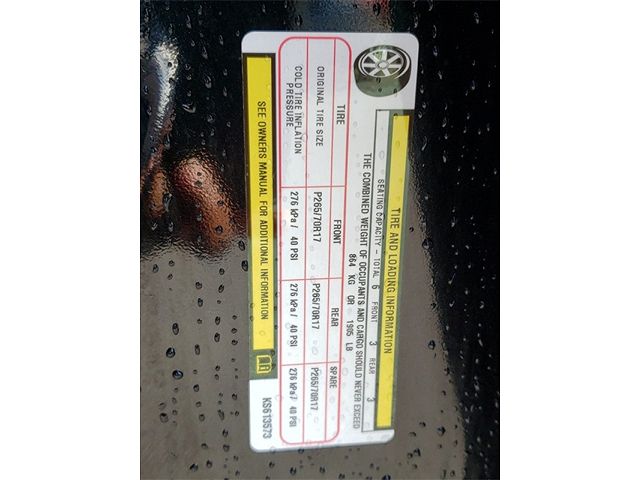 TIRE AND LOADING INFORMATION
SEATING CAPACITY - TOTAL 6 FRONT 3 REAR 3
THE COMBINED WEIGHT OF OCCUPANTS AND CARGO SHOULD NEVER EXCEED
864 KG OR 1905 LB
TIRE FRONT REAR SPARE
ORIGINAL TIRE SIZE P265/70R17 P265/70R17 P265/70R17
COLD TIRE INFLATION PRESSURE 276 kPa / 40 PSI 276 kPa / 40 PSI 276 kPa / 40 PSI
SEE OWNERS MANUAL FOR ADDITIONAL INFORMATION
KS613573